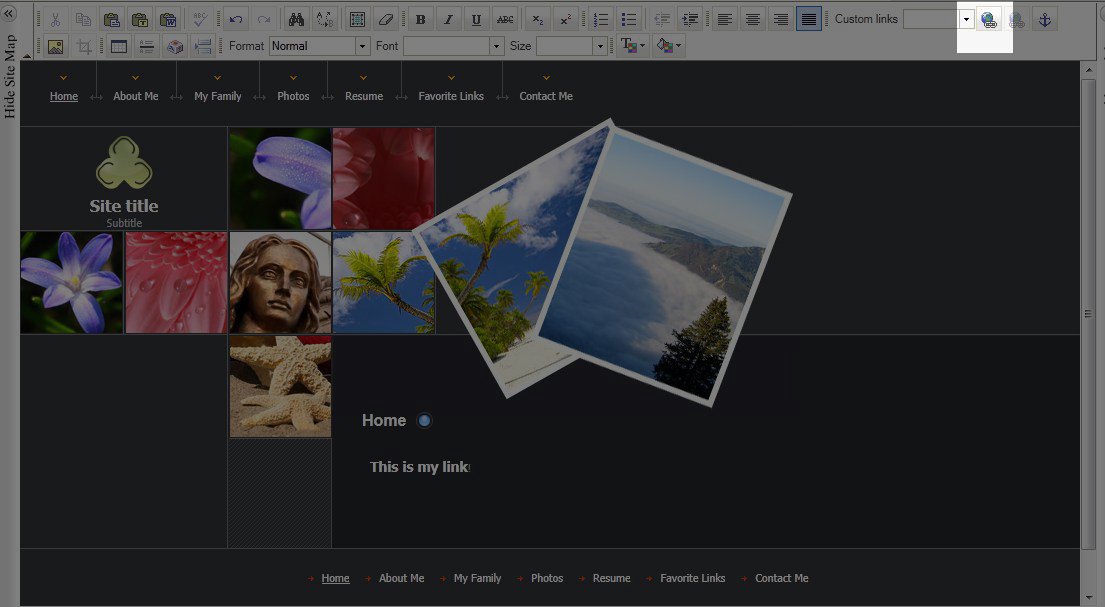 Hide Site Map
ABC
B I U ABC
Custom links
Format Normal Font Size
Home About Me My Family Photos Resume Favorite Links Contact Me
Site title
Subtitle
Home
This is my link
Home About Me My Family Photos Resume Favorite Links Contact Me